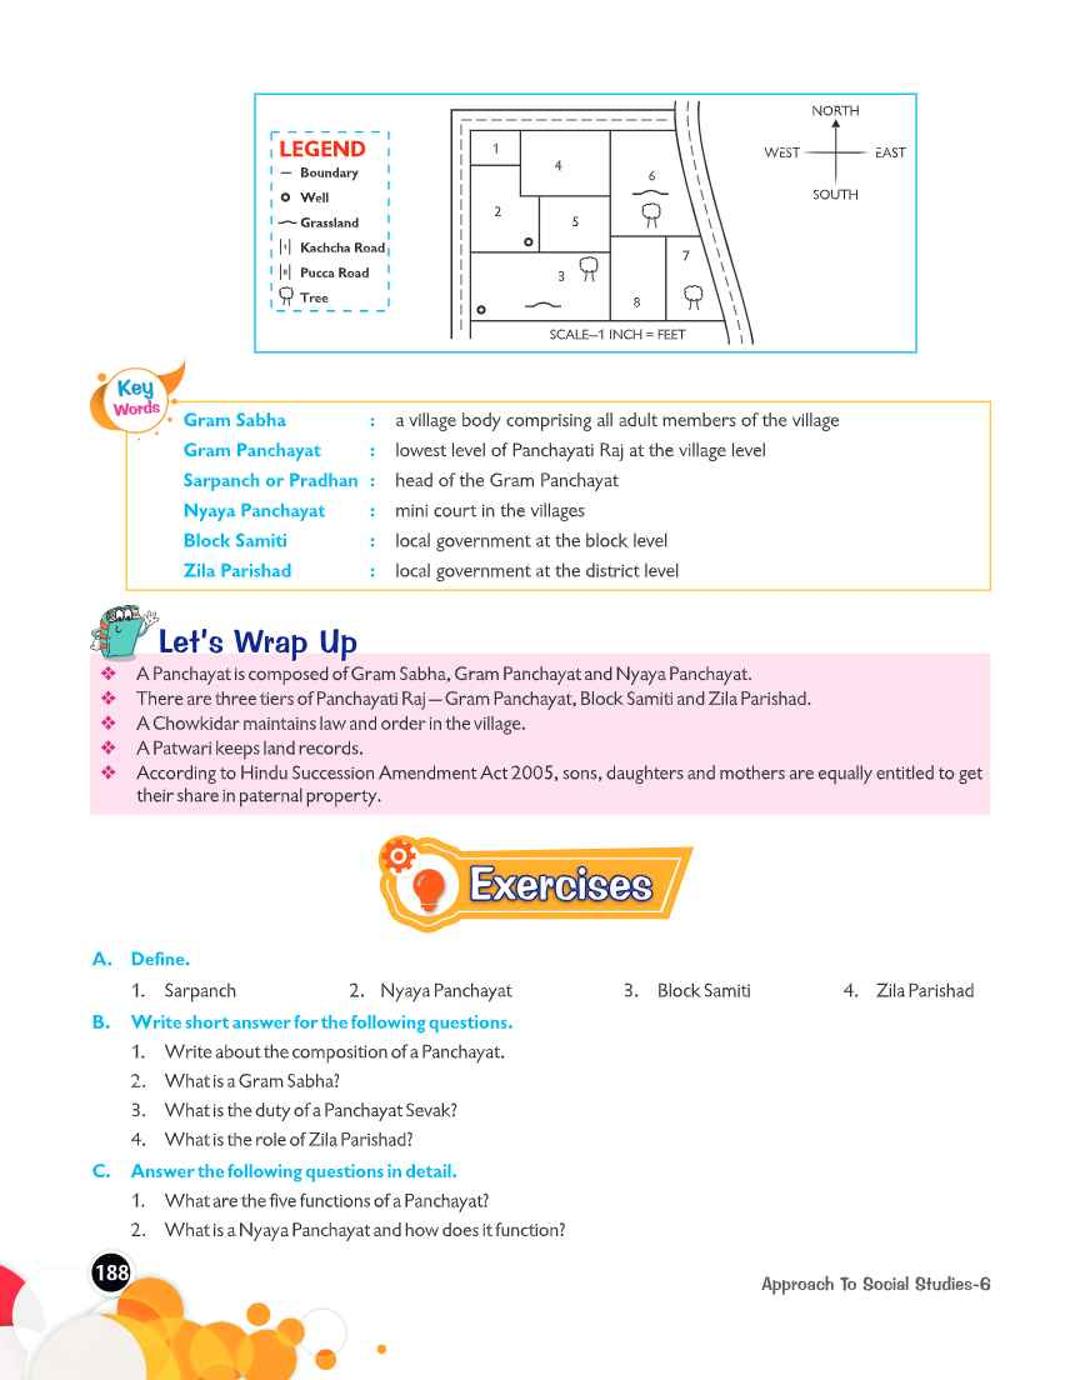 NORTH
WEST
EAST
SOUTH
LEGEND
Boundary
Well
Grassland
Kachcha Road
Pucca Road
Tree
1
4
6
2
5
7
3
8
SCALE–1 INCH = FEET
Key
Words
Gram Sabha : a village body comprising all adult members of the village
Gram Panchayat : lowest level of Panchayati Raj at the village level
Sarpanch or Pradhan : head of the Gram Panchayat
Nyaya Panchayat : mini court in the villages
Block Samiti : local government at the block level
Zila Parishad : local government at the district level
Let's Wrap Up
❖ A Panchayat is composed of Gram Sabha, Gram Panchayat and Nyaya Panchayat.
❖ There are three tiers of Panchayati Raj — Gram Panchayat, Block Samiti and Zila Parishad.
❖ A Chowkidar maintains law and order in the village.
❖ A Patwari keeps land records.
❖ According to Hindu Succession Amendment Act 2005, sons, daughters and mothers are equally entitled to get
their share in paternal property.
Exercises
A. Define.
1. Sarpanch 2. Nyaya Panchayat 3. Block Samiti 4. Zila Parishad
B. Write short answer for the following questions.
1. Write about the composition of a Panchayat.
2. What is a Gram Sabha?
3. What is the duty of a Panchayat Sevak?
4. What is the role of Zila Parishad?
C. Answer the following questions in detail.
1. What are the five functions of a Panchayat?
2. What is a Nyaya Panchayat and how does it function?
188
Approach To Social Studies-6